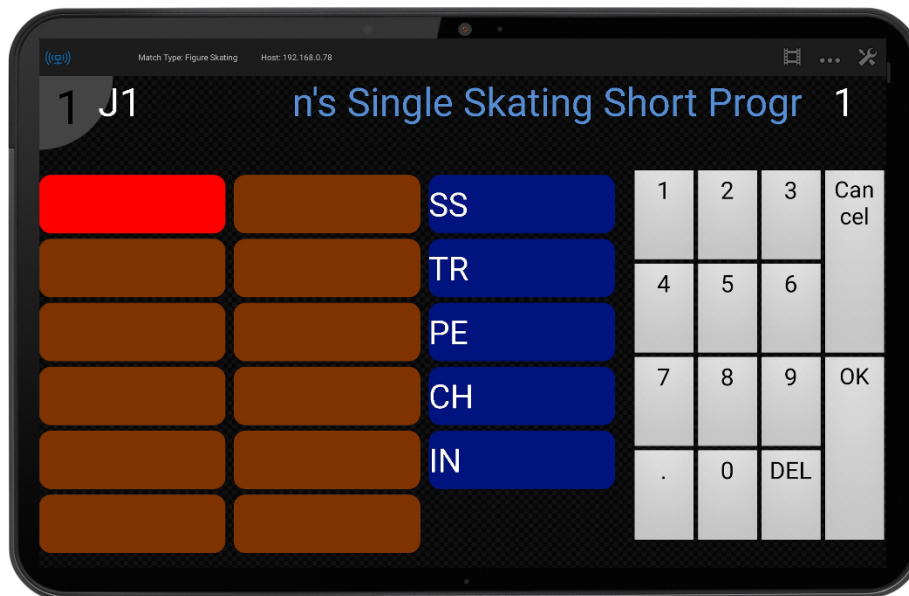 Match Type: Figure Skating Host: 192.168.0.78
1 J1 n's Single Skating Short Progr 1
SS
TR
PE
CH
IN
1 2 3 Can
cel
4 5 6
7 8 9 OK
. 0 DEL